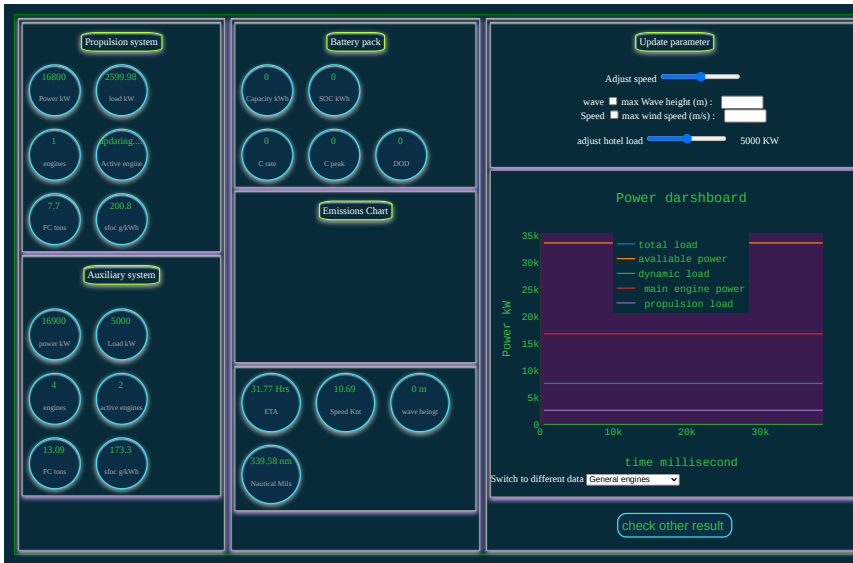 Propulsion system
16800
Power kW
2599.98
load kW
1
engines
updating....
Active engine
7.7
FC tons
200.8
sfoc g/kWh
Auxiliary system
16900
power kW
5000
Load kW
4
engines
2
active engines
13.09
FC tons
173.3
sfoc g/kWh
Battery pack
0
Capacity kWh
0
SOC kWh
0
C rate
0
C peak
0
DOD
Emissions Chart
31.77 Hrs
ETA
10.69
Speed Knt
0 m
wave heingt
339.58 nm
Nautical Mils
Update parameter
Adjust speed
wave max Wave height (m) :
Speed max wind speed (m/s) :
adjust hotel load 5000 KW
Power darshboard
35k
30k
25k
20k
15k
10k
5k
0
Power kW
total load
avaliable power
dynamic load
main engine power
propulsion load
0 10k 20k 30k
time millisecond
Switch to different data General engines
check other result